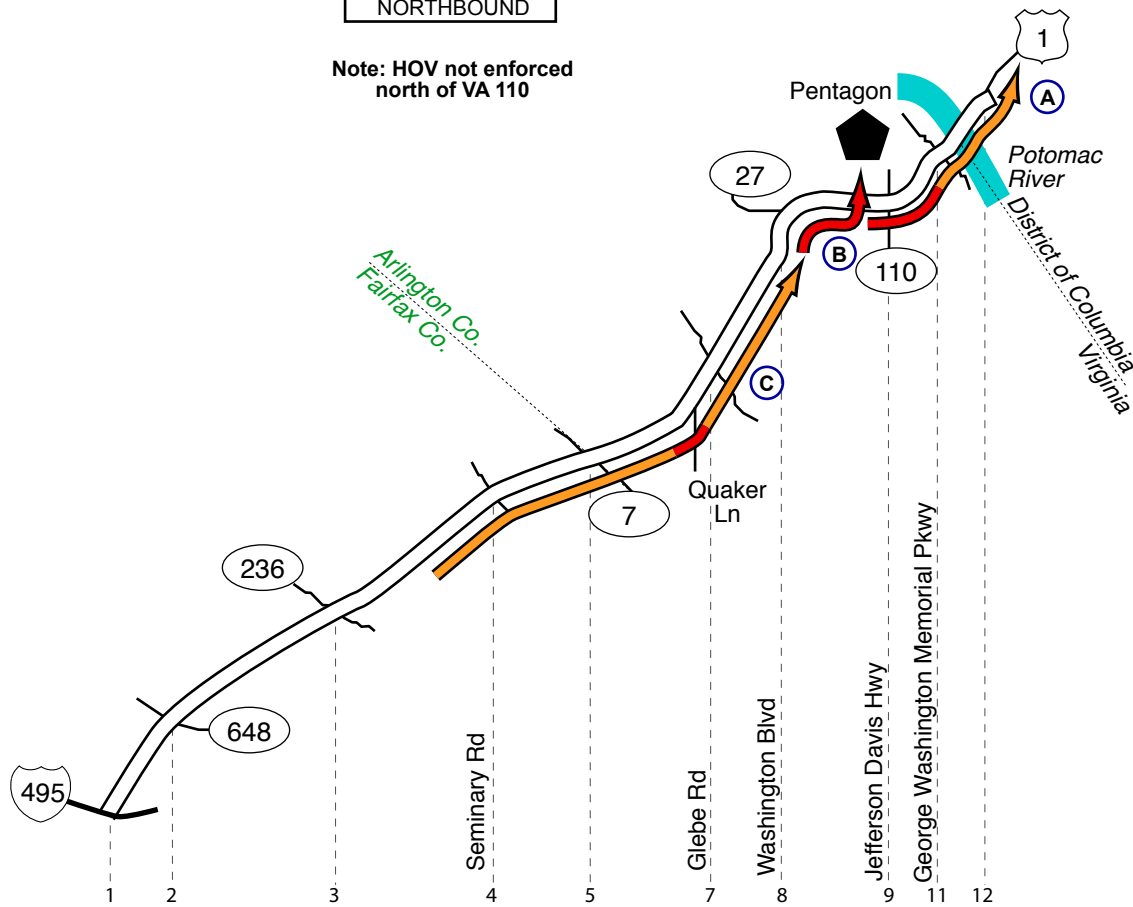 NORTHBOUND
Note: HOV not enforced
north of VA 110
1
Pentagon
A
Potomac
River
27
B
110
District of Columbia
Virginia
Arlington Co.
Fairfax Co.
C
Quaker
Ln
7
236
648
495
Seminary Rd
Glebe Rd
Washington Blvd
Jefferson Davis Hwy
George Washington Memorial Pkwy
1
2
3
4
5
7
8
9
11
12